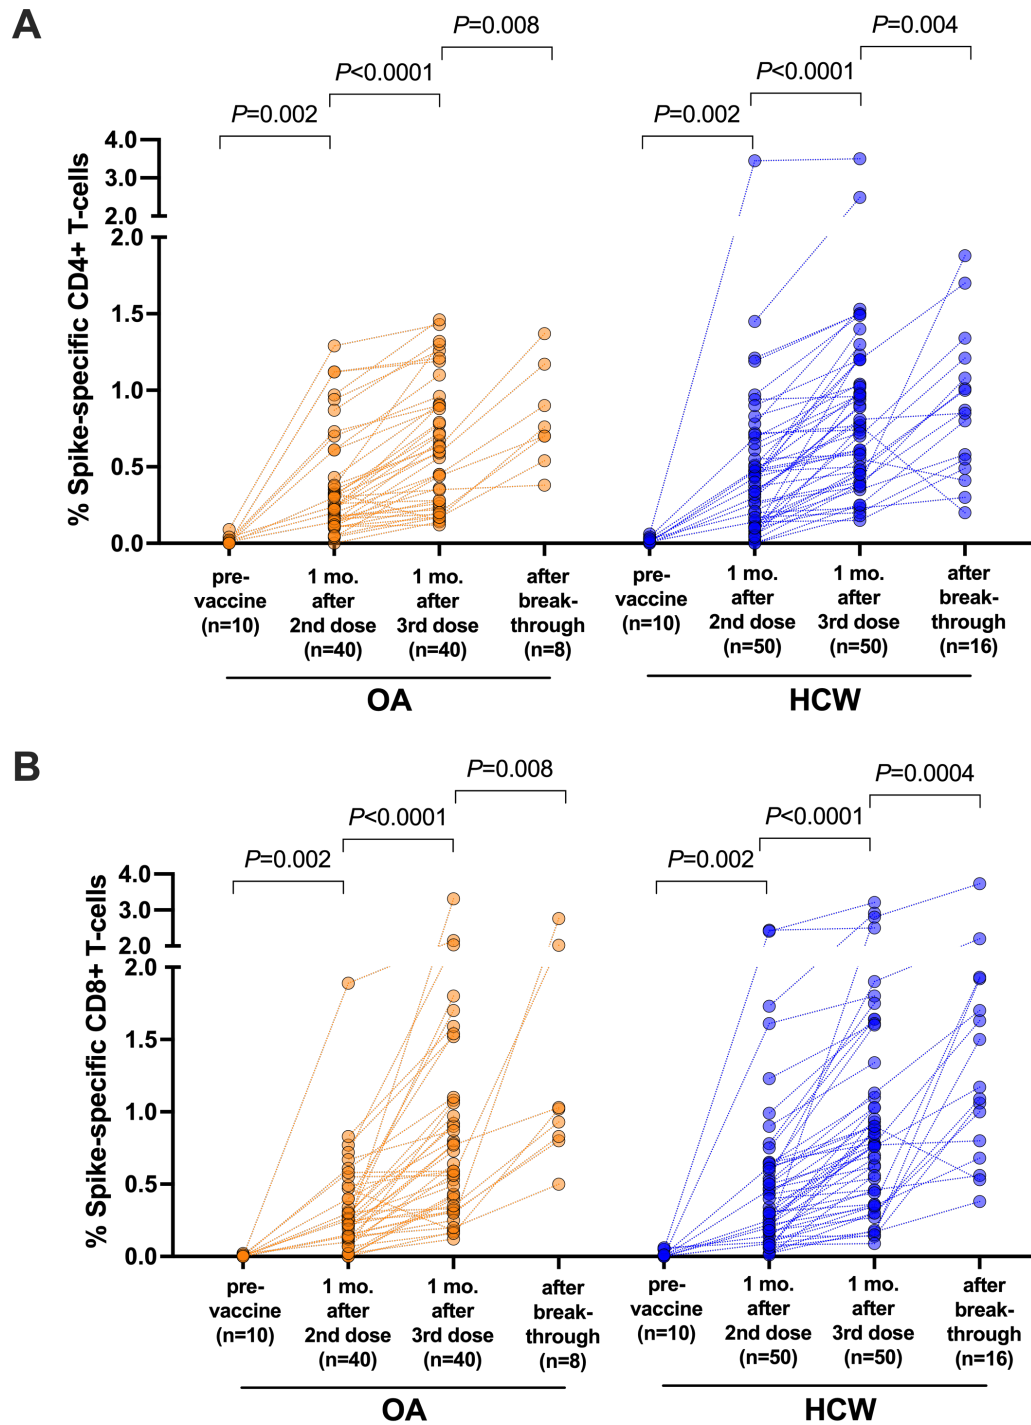 A
P=0.008
P=0.004
P<0.0001
P<0.0001
P=0.002
P=0.002
% Spike-specific CD4+ T-cells
4.0
3.0
2.0
2.0
1.5
1.0
0.5
0.0
pre-
vaccine
(n=10)
1 mo.
after
2nd dose
(n=40)
1 mo.
after
3rd dose
(n=40)
after
break-
through
(n=8)
pre-
vaccine
(n=10)
1 mo.
after
2nd dose
(n=50)
1 mo.
after
3rd dose
(n=50)
after
break-
through
(n=16)
OA
HCW
B
P=0.008
P=0.0004
P<0.0001
P<0.0001
P=0.002
P=0.002
% Spike-specific CD8+ T-cells
4.0
3.0
2.0
2.0
1.5
1.0
0.5
0.0
pre-
vaccine
(n=10)
1 mo.
after
2nd dose
(n=40)
1 mo.
after
3rd dose
(n=40)
after
break-
through
(n=8)
pre-
vaccine
(n=10)
1 mo.
after
2nd dose
(n=50)
1 mo.
after
3rd dose
(n=50)
after
break-
through
(n=16)
OA
HCW